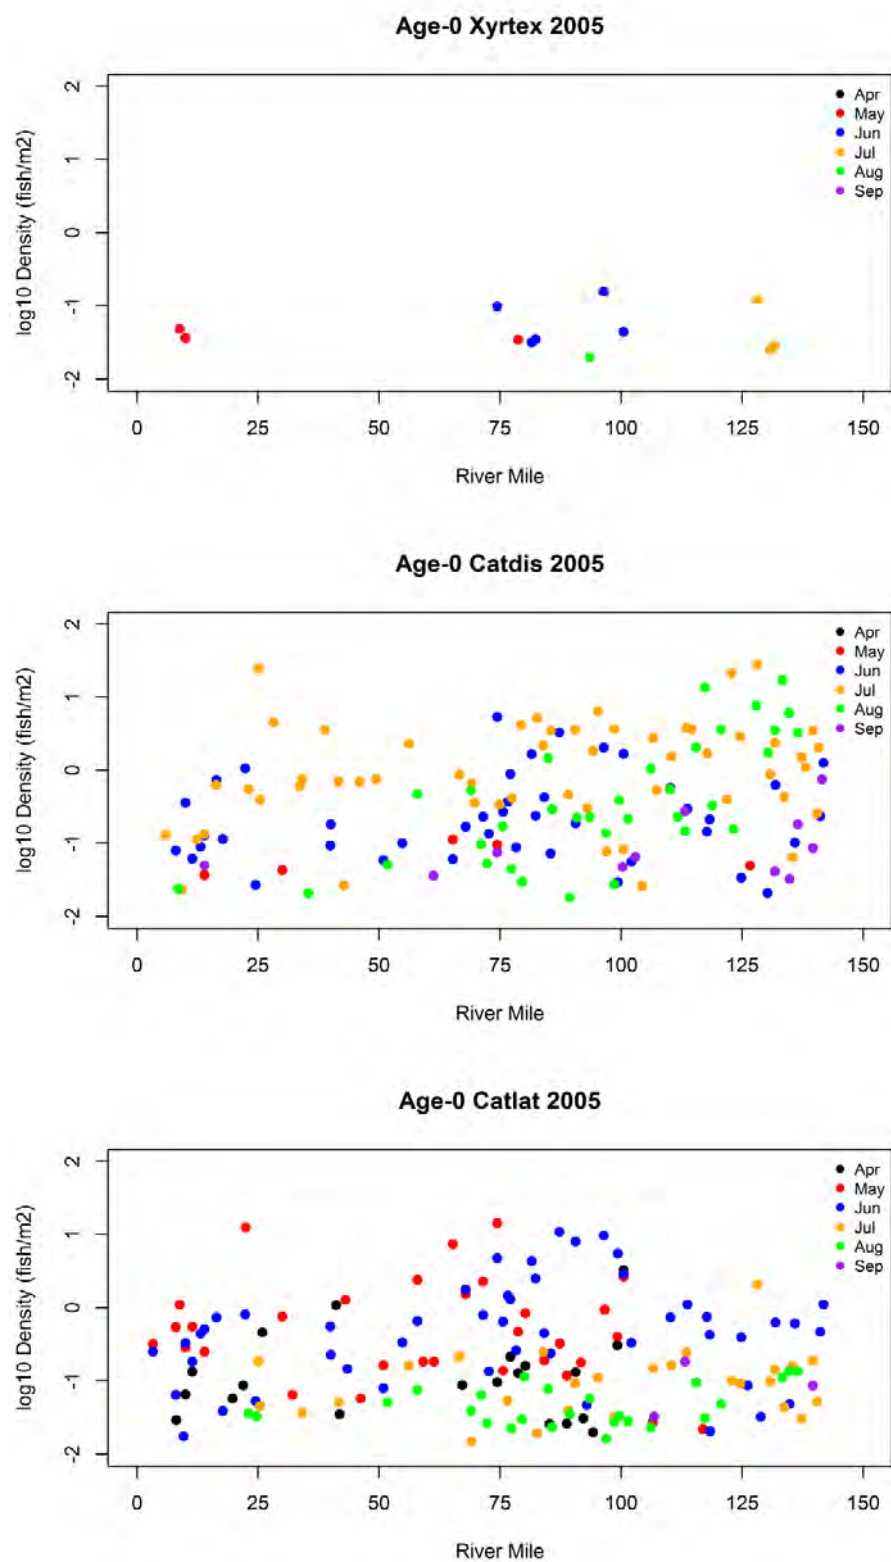 Age-0 Xyrtex 2005
log10 Density (fish/m2)
2
1
0
-1
-2
Apr
May
Jun
Jul
Aug
Sep
0 25 50 75 100 125 150
River Mile
Age-0 Catdis 2005
log10 Density (fish/m2)
2
1
0
-1
-2
Apr
May
Jun
Jul
Aug
Sep
0 25 50 75 100 125 150
River Mile
Age-0 Catlat 2005
log10 Density (fish/m2)
2
1
0
-1
-2
Apr
May
Jun
Jul
Aug
Sep
0 25 50 75 100 125 150
River Mile